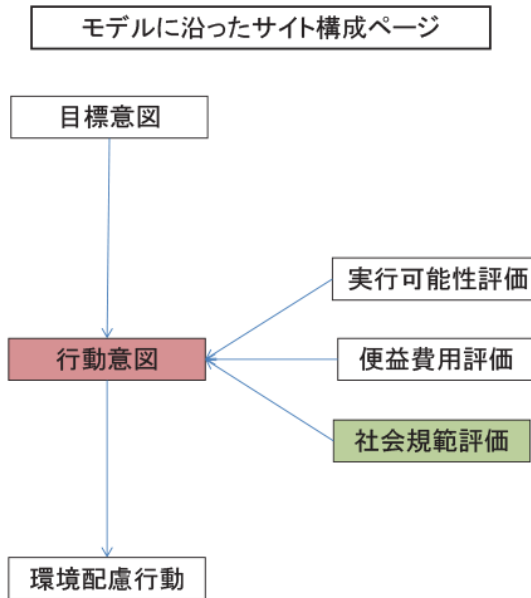 モデルに沿ったサイト構成ページ
目標意図
実行可能性評価
行動意図
便益費用評価
社会規範評価
環境配慮行動